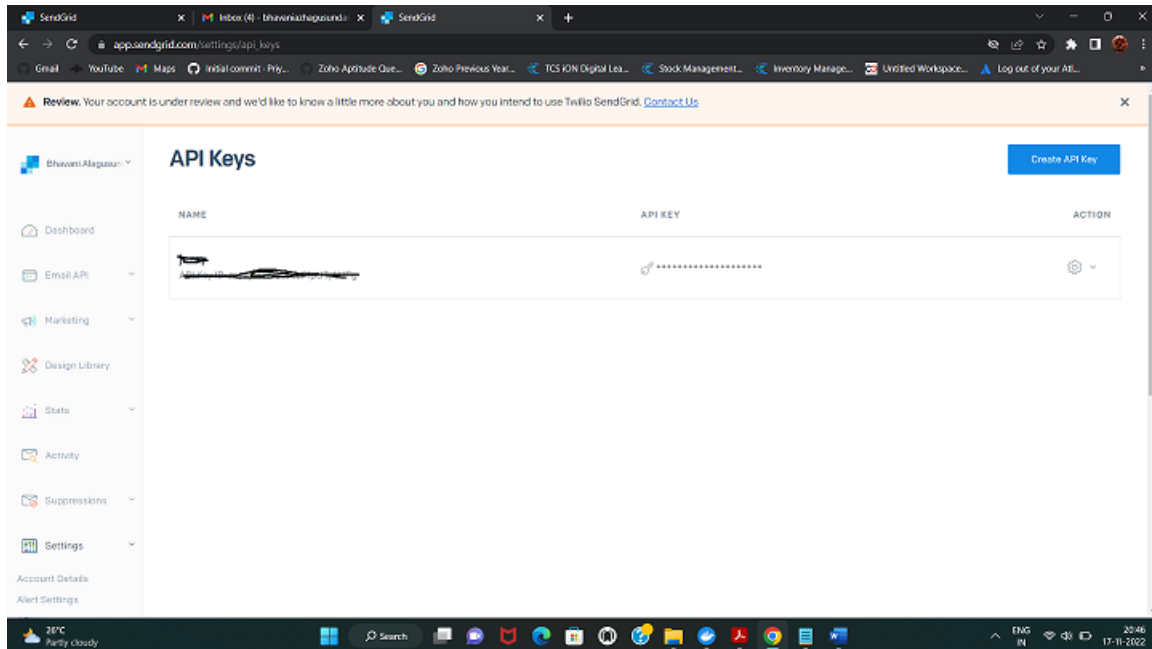 SendGrid
Inbox (4) - bhavaniazhagusunda
SendGrid
app.sendgrid.com/settings/api_keys
Gmail
YouTube
Maps
Initial commit · Priy...
Zoho Aptitude Que...
Zoho Previous Year...
TCS iON Digital Lea...
Stock Management...
Inventory Manage...
Untitled Workspace...
Log out of your Atl...
Review. Your account is under review and we'd like to know a little more about you and how you intend to use Twilio SendGrid. Contact Us
Bhavani Alagusun
API Keys
Create API Key
NAME
API KEY
ACTION
Dashboard
Email API
Marketing
Design Library
Stats
Activity
Suppressions
Settings
Account Details
Alert Settings
26°C
Partly cloudy
Search
ENG
IN
20:46
17-11-2022